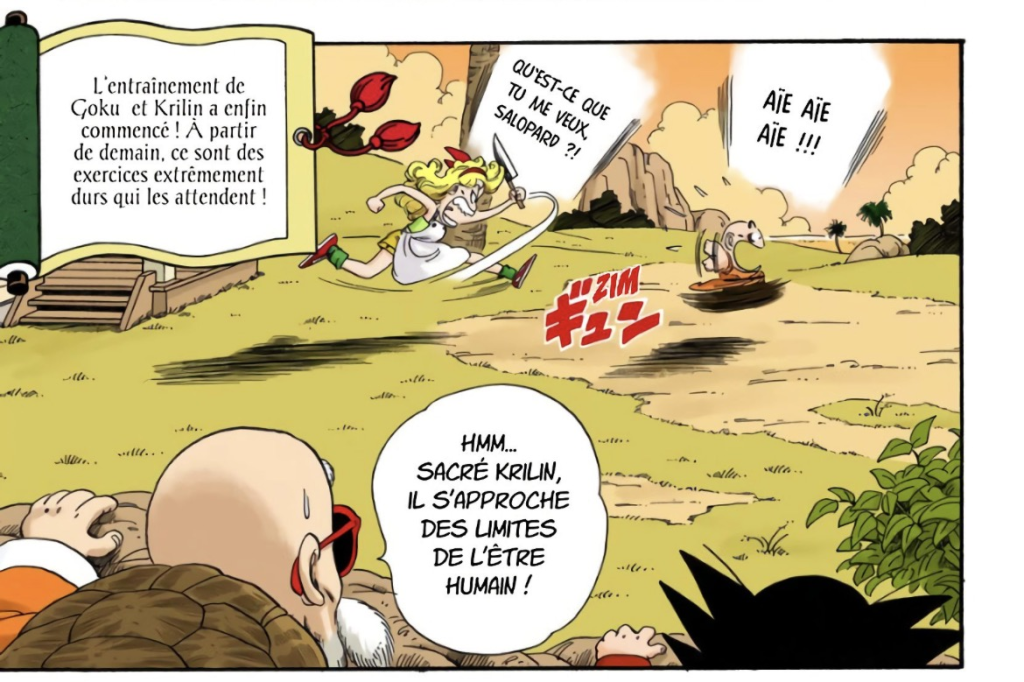 L'entraînement de
Goku et Krilin a enfin
commencé ! À partir
de demain, ce sont des
exercices extrêmement
durs qui les attendent !
QU'EST-CE QUE
TU ME VEUX,
SALOPARD ?!
AÏE AÏE
AÏE !!!
ZIM
ギュン
HMM...
SACRÉ KRILIN,
IL S'APPROCHE
DES LIMITES
DE L'ÊTRE
HUMAIN !